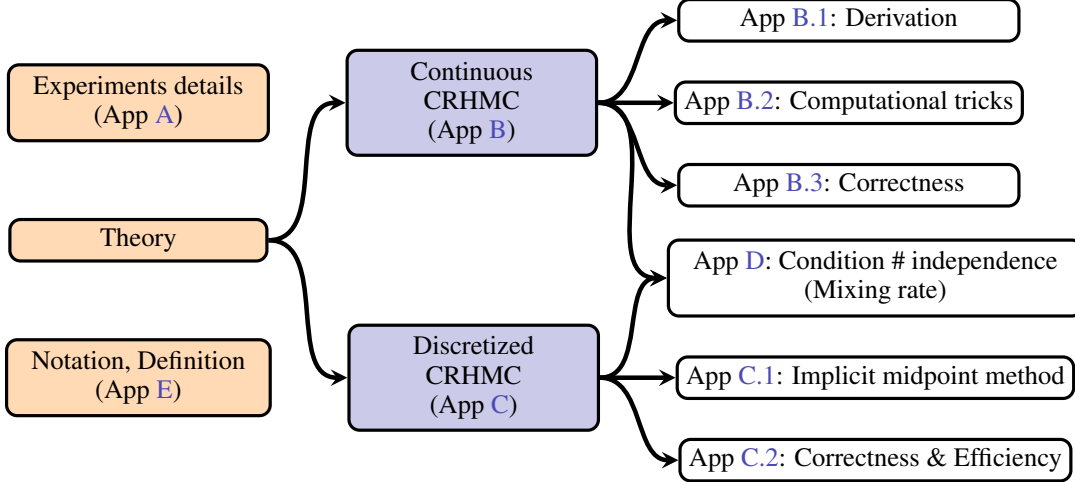 Experiments details
(App A)
Theory
Notation, Definition
(App E)
Continuous
CRHMC
(App B)
Discretized
CRHMC
(App C)
App B.1: Derivation
App B.2: Computational tricks
App B.3: Correctness
App D: Condition # independence
(Mixing rate)
App C.1: Implicit midpoint method
App C.2: Correctness & Efficiency